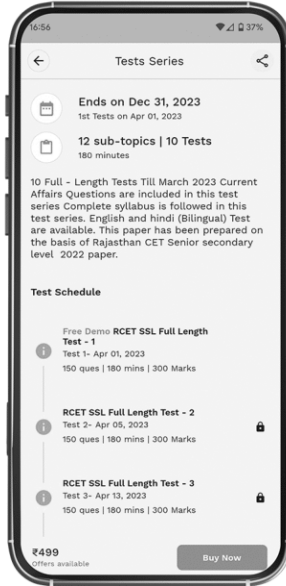 16:56
37%
Tests Series
Ends on Dec 31, 2023
1st Tests on Apr 01, 2023
12 sub-topics | 10 Tests
180 minutes
10 Full - Length Tests Till March 2023 Current
Affairs Questions are included in this test
series Complete syllabus is followed in this
test series. English and hindi (Bilingual) Test
are available. This paper has been prepared on
the basis of Rajasthan CET Senior secondary
level 2022 paper.
Test Schedule
Free Demo RCET SSL Full Length
Test - 1
Test 1- Apr 01, 2023
150 ques | 180 mins | 300 Marks
RCET SSL Full Length Test - 2
Test 2- Apr 05, 2023
150 ques | 180 mins | 300 Marks
RCET SSL Full Length Test - 3
Test 3- Apr 13, 2023
150 ques | 180 mins | 300 Marks
₹499
Offers available
Buy Now